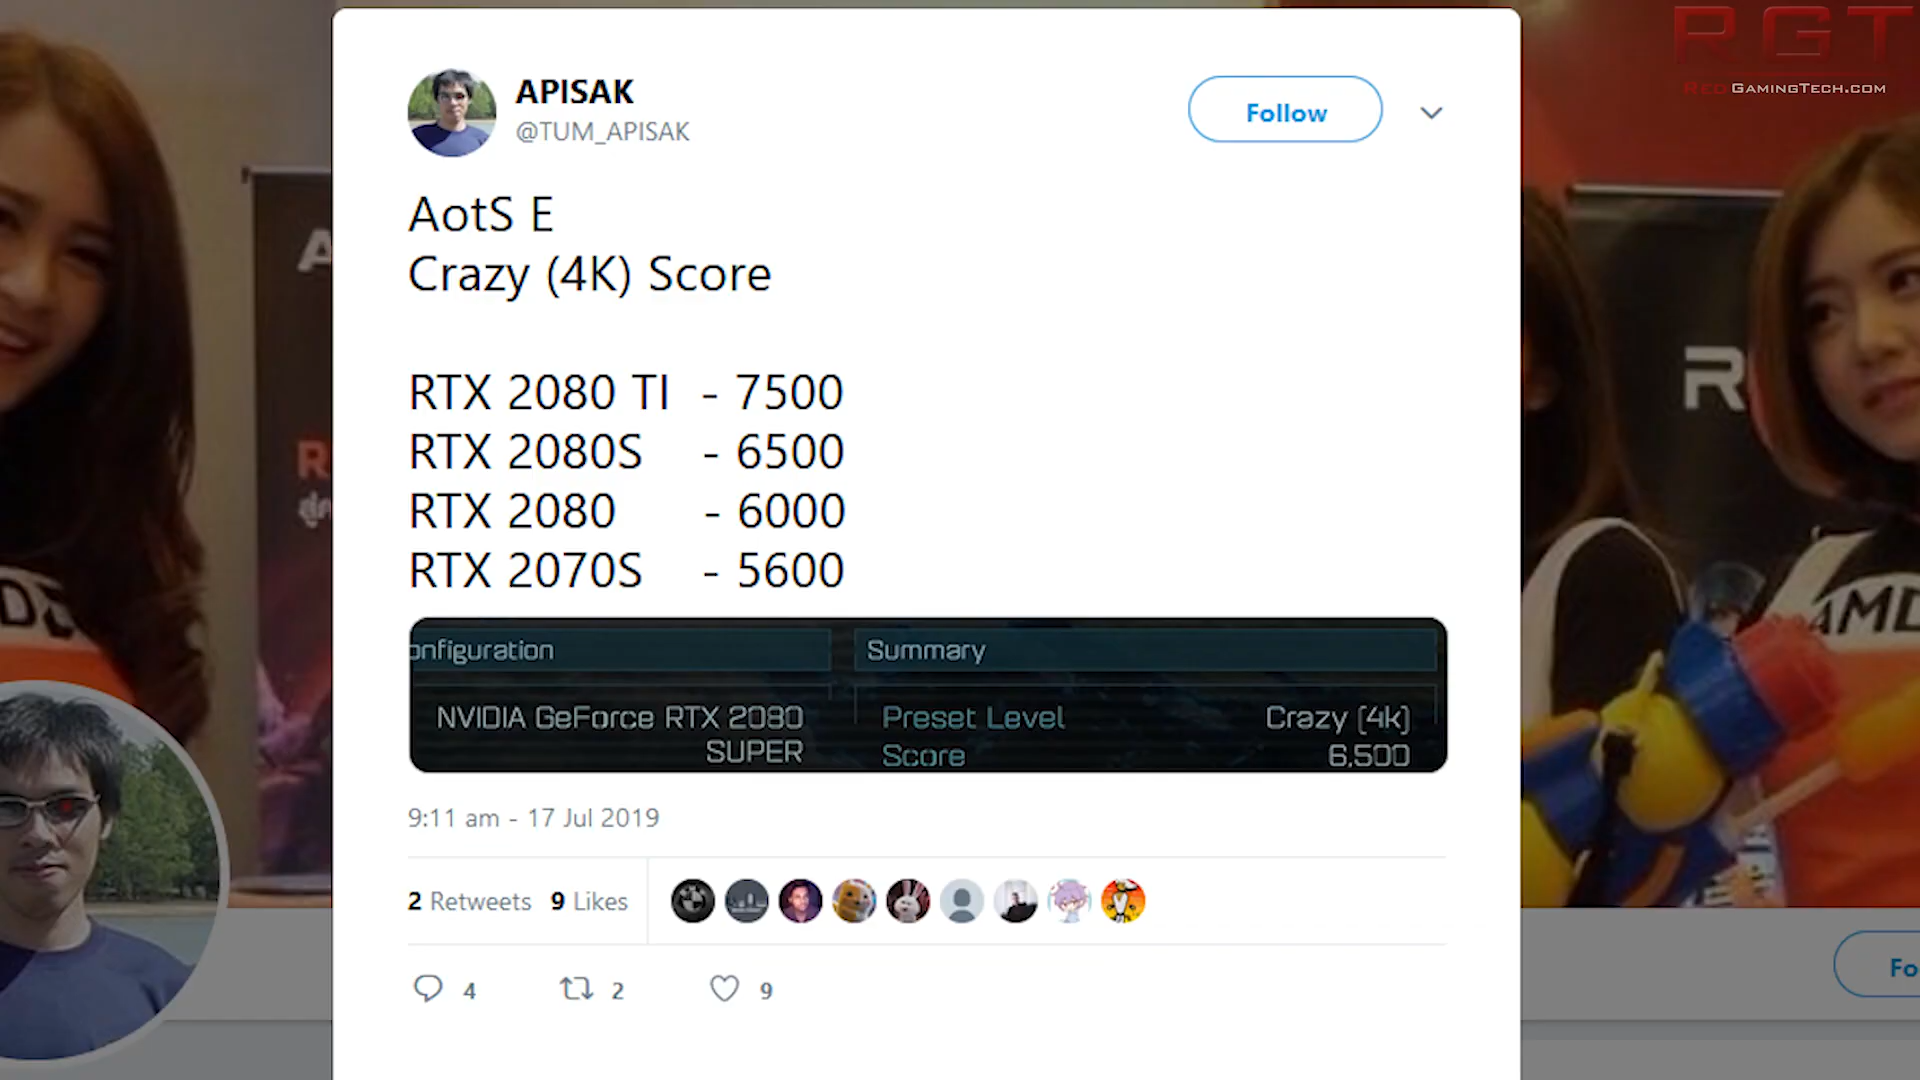 RGT
RedGamingTech.com
APISAK
@TUM_APISAK
Follow
AotS E
Crazy (4K) Score
RTX 2080 TI - 7500
RTX 2080S - 6500
RTX 2080 - 6000
RTX 2070S - 5600
onfiguration
Summary
NVIDIA GeForce RTX 2080
SUPER
Preset Level
Crazy (4k)
Score
6,500
9:11 am - 17 Jul 2019
2 Retweets 9 Likes
4
2
9
AMD
R
Fo